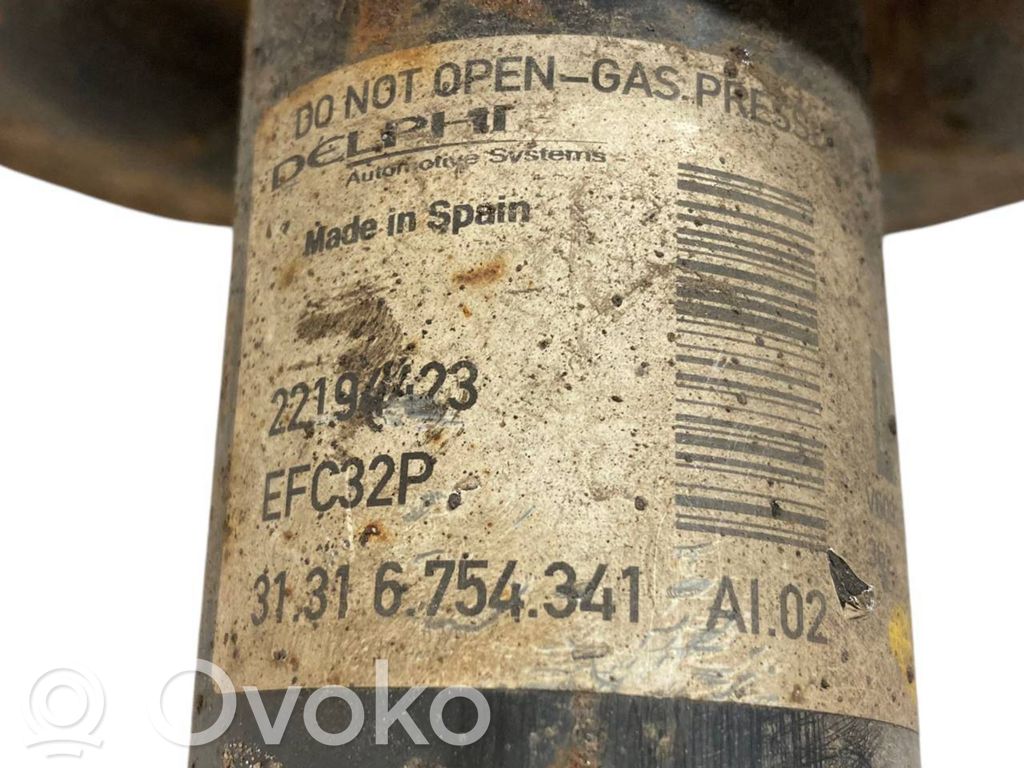 DO NOT OPEN-GAS PRESS
DELPHI
Automotive Systems
Made in Spain
22194423
EFC32P
31.31 6.754.341 AI.02
Ovoko